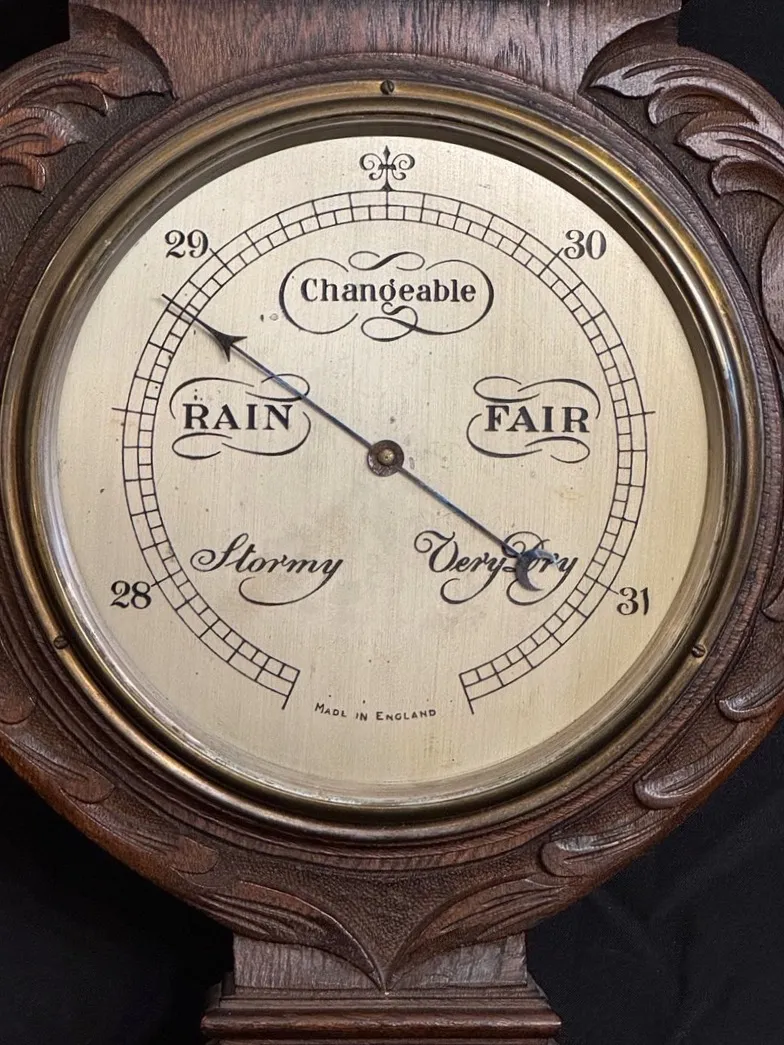 29
30
Changeable
RAIN
FAIR
Stormy
Very Dry
28
31
MADE IN ENGLAND